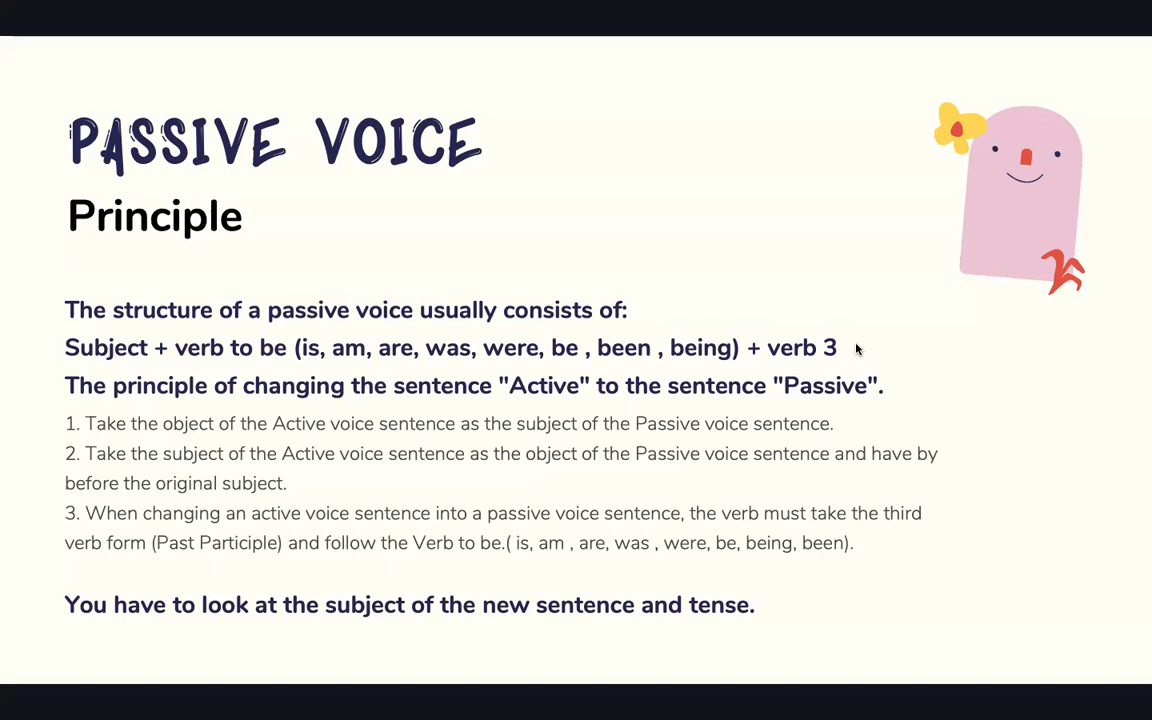 PASSIVE VOICE
Principle
The structure of a passive voice usually consists of:
Subject + verb to be (is, am, are, was, were, be , been , being) + verb 3
The principle of changing the sentence "Active" to the sentence "Passive".
1. Take the object of the Active voice sentence as the subject of the Passive voice sentence.
2. Take the subject of the Active voice sentence as the object of the Passive voice sentence and have by
before the original subject.
3. When changing an active voice sentence into a passive voice sentence, the verb must take the third
verb form (Past Participle) and follow the Verb to be.( is, am , are, was , were, be, being, been).
You have to look at the subject of the new sentence and tense.